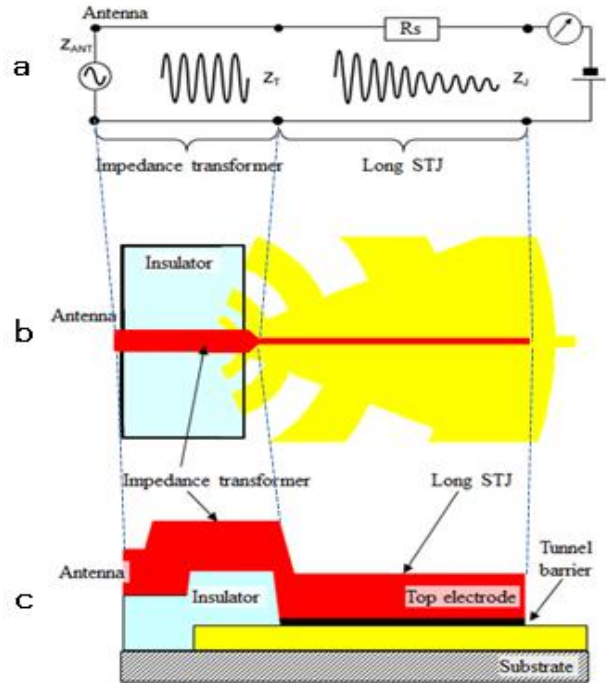 Antenna
Rs
Z_ANT
a
Z_T
Z_J
Impedance transformer
Long STJ
Insulator
b
Antenna
Impedance transformer
Long STJ
Tunnel
barrier
Antenna
c
Insulator
Top electrode
Substrate